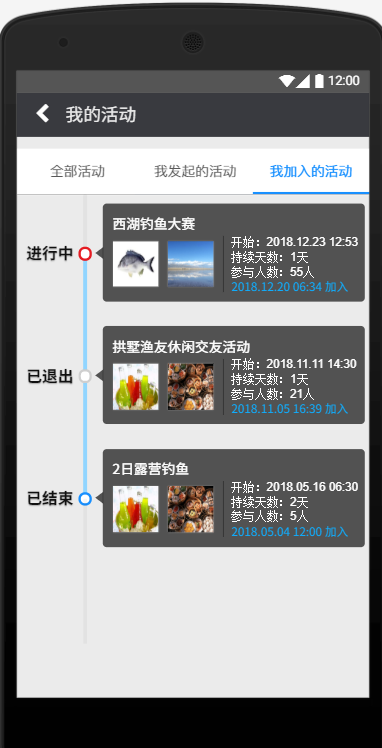 12:00
我的活动
全部活动 我发起的活动 我加入的活动
进行中
西湖钓鱼大赛
开始：2018.12.23 12:53
持续天数：1天
参与人数：55人
2018.12.20 06:34 加入
已退出
拱墅渔友休闲交友活动
开始：2018.11.11 14:30
持续天数：1天
参与人数：21人
2018.11.05 16:39 加入
已结束
2日露营钓鱼
开始：2018.05.16 06:30
持续天数：2天
参与人数：5人
2018.05.04 12:00 加入